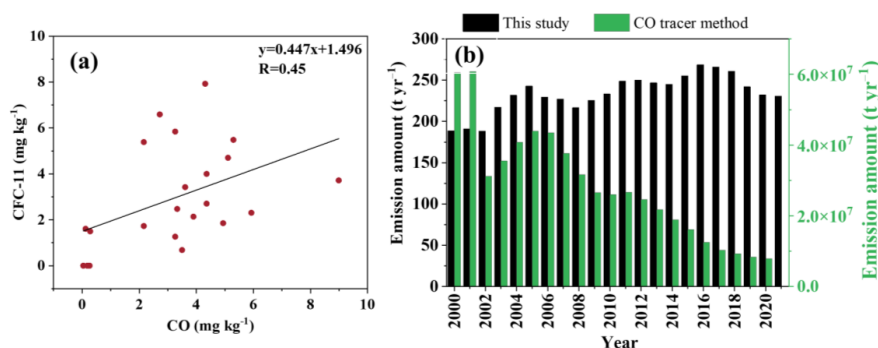 This study CO tracer method
(a)
y=0.447x+1.496
R=0.45
CFC-11 (mg kg⁻¹)
10
8
6
4
2
0
0 2 4 6 8 10
CO (mg kg⁻¹)
(b)
Emission amount (t yr⁻¹)
300
250
200
150
100
50
0
2000 2002 2004 2006 2008 2010 2012 2014 2016 2018 2020
Year
6.0×10⁷
4.0×10⁷
2.0×10⁷
0.0
Emission amount (t yr⁻¹)